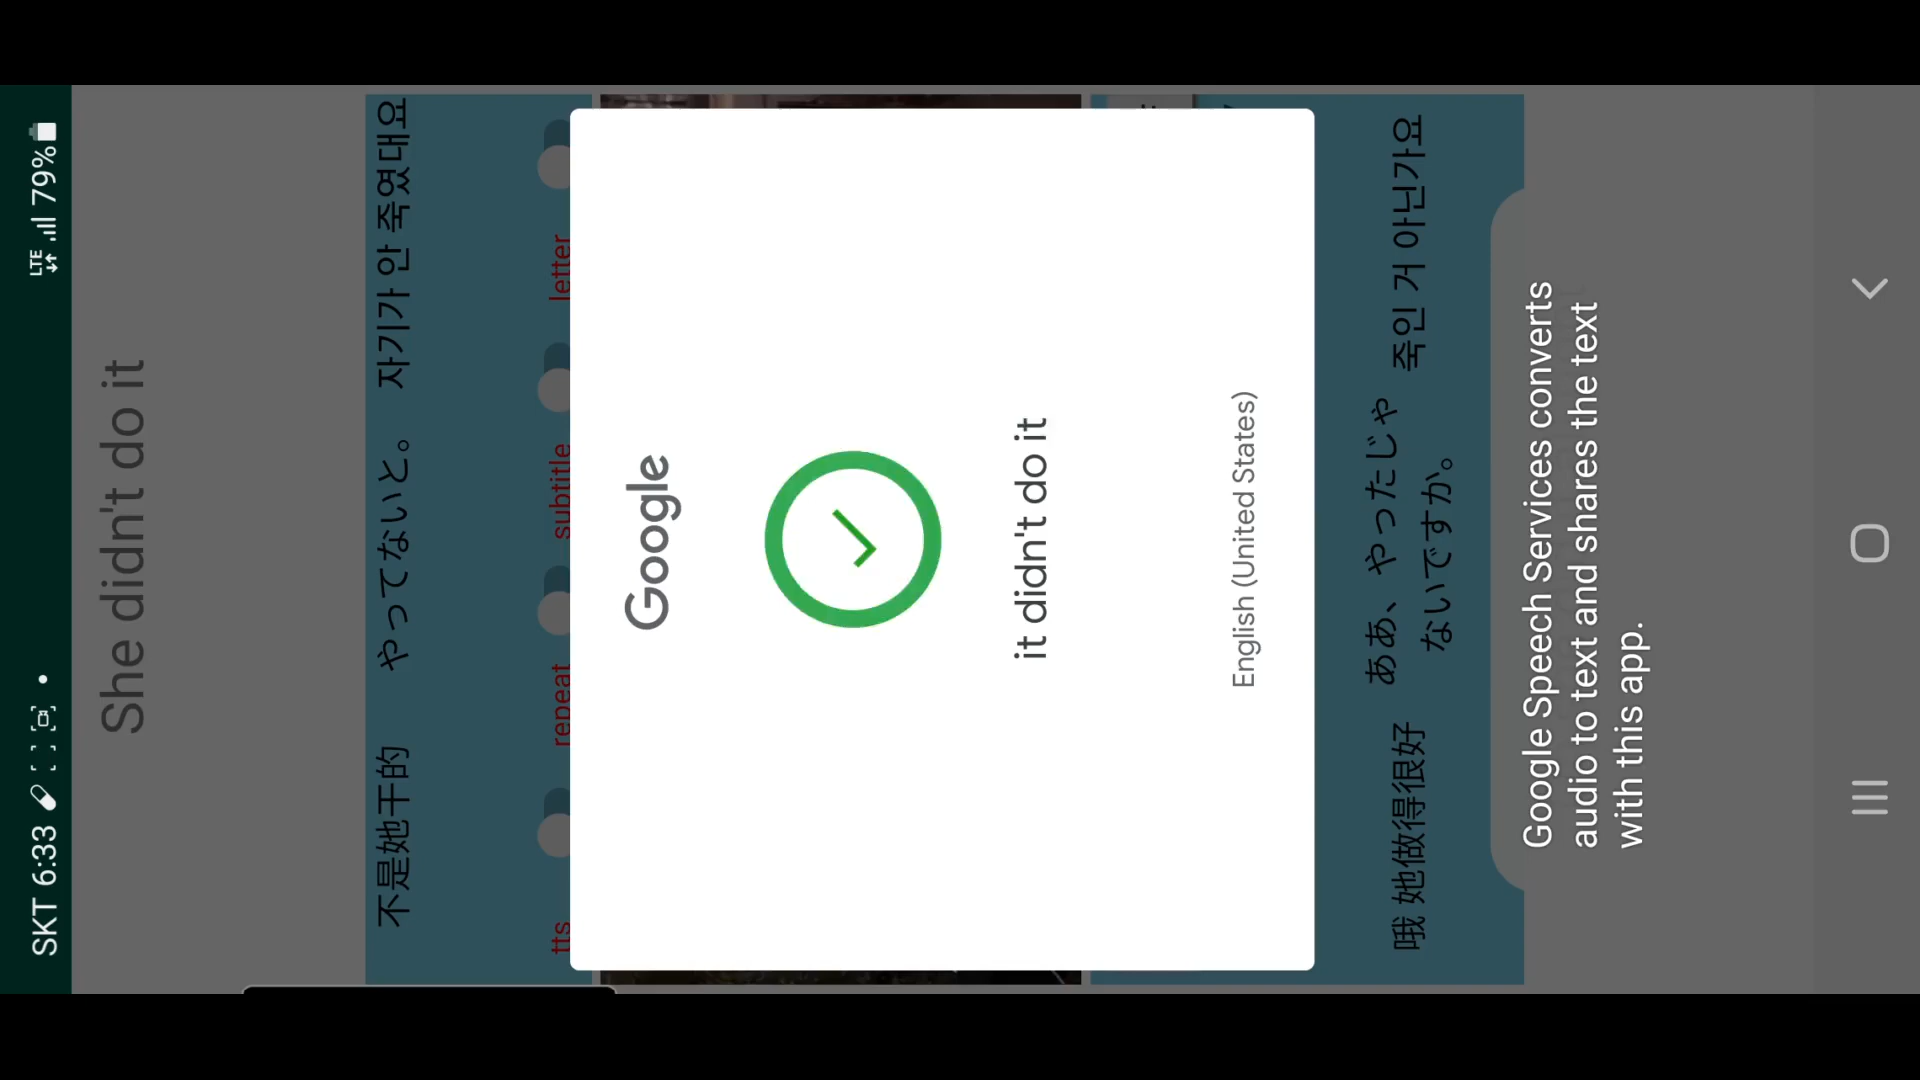 SKT 6:33
LTE
79%
She didn't do it
不是她干的
やってないと。
자기가 안 죽였대요
tts
repeat
subtitle
letter
Google
it didn't do it
English (United States)
哦 她做得很好
ああ、やったじゃ
ないですか。
죽인 거 아닌가요
Google Speech Services converts
audio to text and shares the text
with this app.